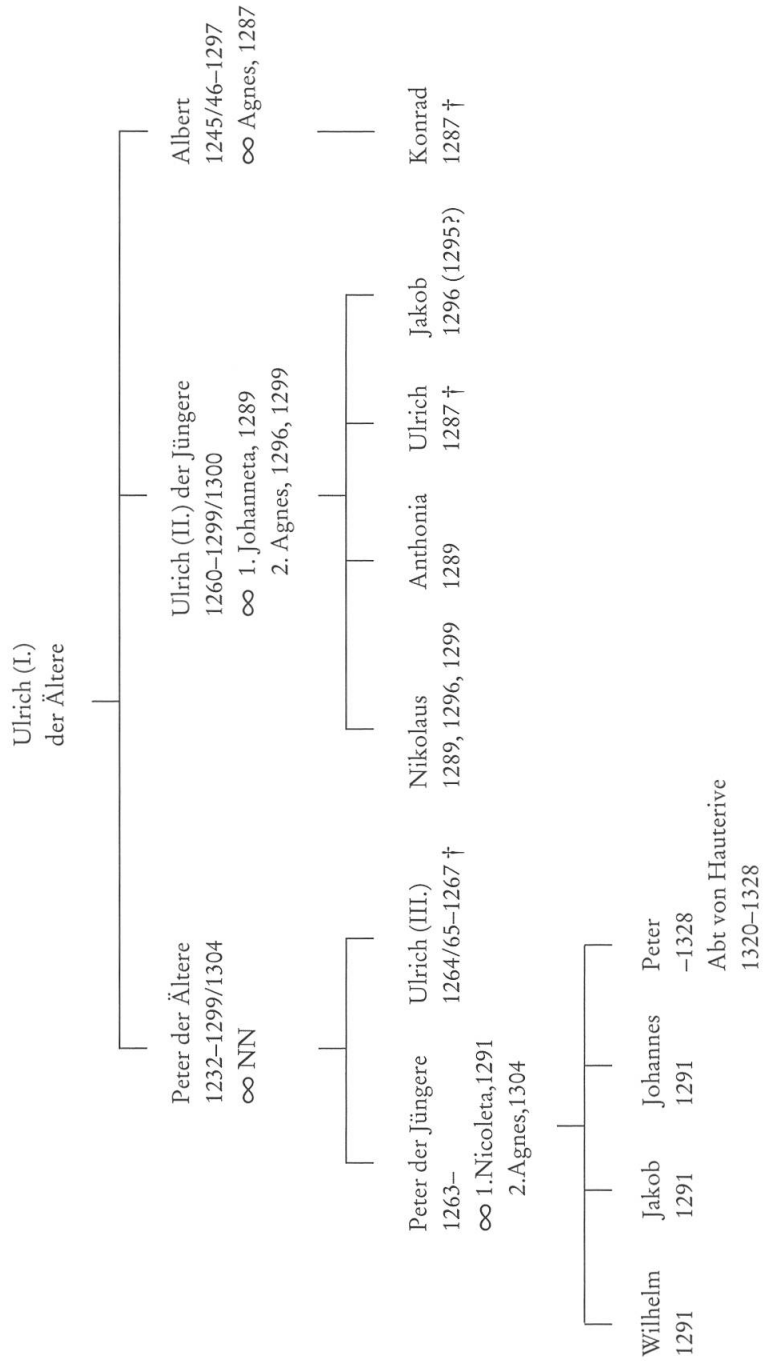 Ulrich (I.)
der Ältere
Peter der Ältere
1232–1299/1304
∞ NN
Ulrich (II.) der Jüngere
1260–1299/1300
∞ 1. Johanneta, 1289
2. Agnes, 1296, 1299
Albert
1245/46–1297
∞ Agnes, 1287
Peter der Jüngere
1263–
∞ 1.Nicoleta,1291
2.Agnes,1304
Ulrich (III.)
1264/65–1267 †
Nikolaus
1289, 1296, 1299
Anthonia
1289
Ulrich
1287 †
Jakob
1296 (1295?)
Konrad
1287 †
Wilhelm
1291
Jakob
1291
Johannes
1291
Peter
–1328
Abt von Hauterive
1320–1328